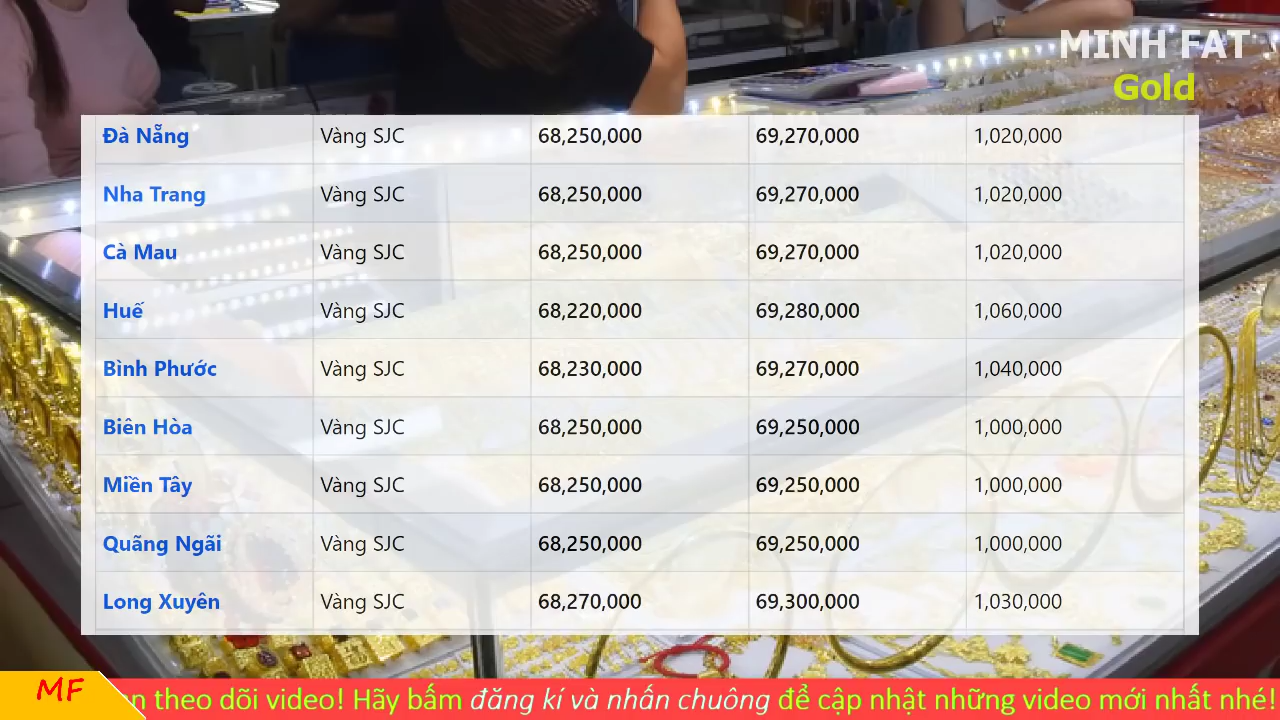 MINH FAT
Gold
Đà Nẵng Vàng SJC 68,250,000 69,270,000 1,020,000
Nha Trang Vàng SJC 68,250,000 69,270,000 1,020,000
Cà Mau Vàng SJC 68,250,000 69,270,000 1,020,000
Huế Vàng SJC 68,220,000 69,280,000 1,060,000
Bình Phước Vàng SJC 68,230,000 69,270,000 1,040,000
Biên Hòa Vàng SJC 68,250,000 69,250,000 1,000,000
Miền Tây Vàng SJC 68,250,000 69,250,000 1,000,000
Quãng Ngãi Vàng SJC 68,250,000 69,250,000 1,000,000
Long Xuyên Vàng SJC 68,270,000 69,300,000 1,030,000
MF
theo dõi video! Hãy bấm đăng kí và nhấn chuông để cập nhật những video mới nhất nhé!